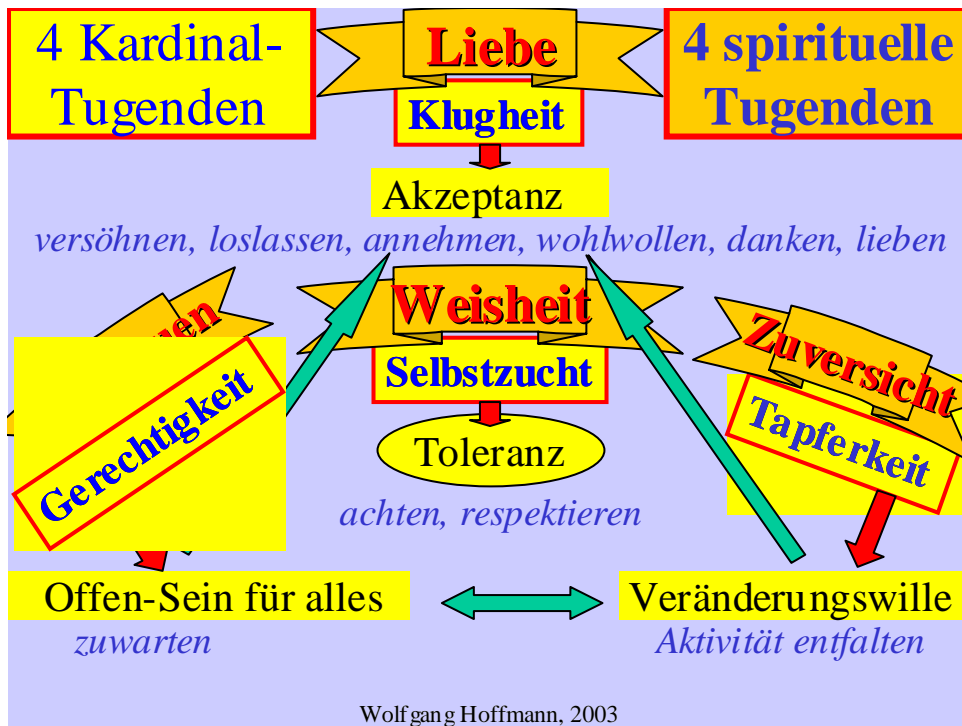 4 Kardinal-
Tugenden
Liebe
Klugheit
4 spirituelle
Tugenden
Akzeptanz
versöhnen, loslassen, annehmen, wohlwollen, danken, lieben
Weisheit
Selbstzucht
Zuversicht
Tapferkeit
Gerechtigkeit
Toleranz
achten, respektieren
Offen-Sein für alles
zuwarten
Veränderungswille
Aktivität entfalten
Wolfgang Hoffmann, 2003